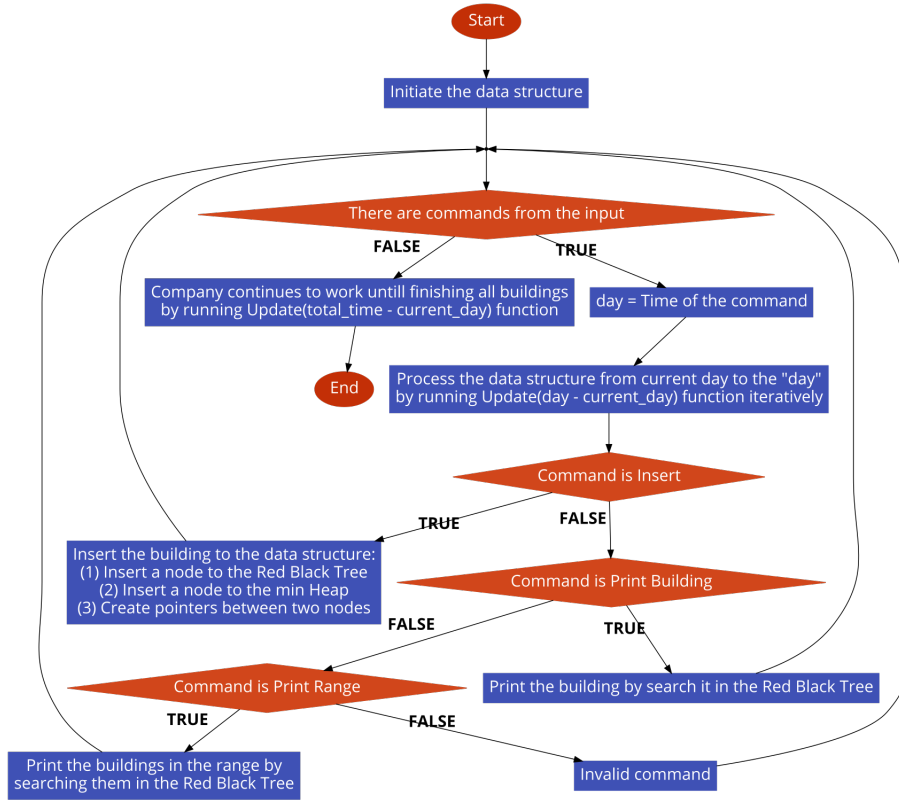 Start
Initiate the data structure
There are commands from the input
FALSE
TRUE
Company continues to work untill finishing all buildings
by running Update(total_time - current_day) function
day = Time of the command
End
Process the data structure from current day to the "day"
by running Update(day - current_day) function iteratively
Command is Insert
TRUE
FALSE
Insert the building to the data structure:
(1) Insert a node to the Red Black Tree
(2) Insert a node to the min Heap
(3) Create pointers between two nodes
Command is Print Building
FALSE
TRUE
Command is Print Range
Print the building by search it in the Red Black Tree
TRUE
FALSE
Print the buildings in the range by
searching them in the Red Black Tree
Invalid command